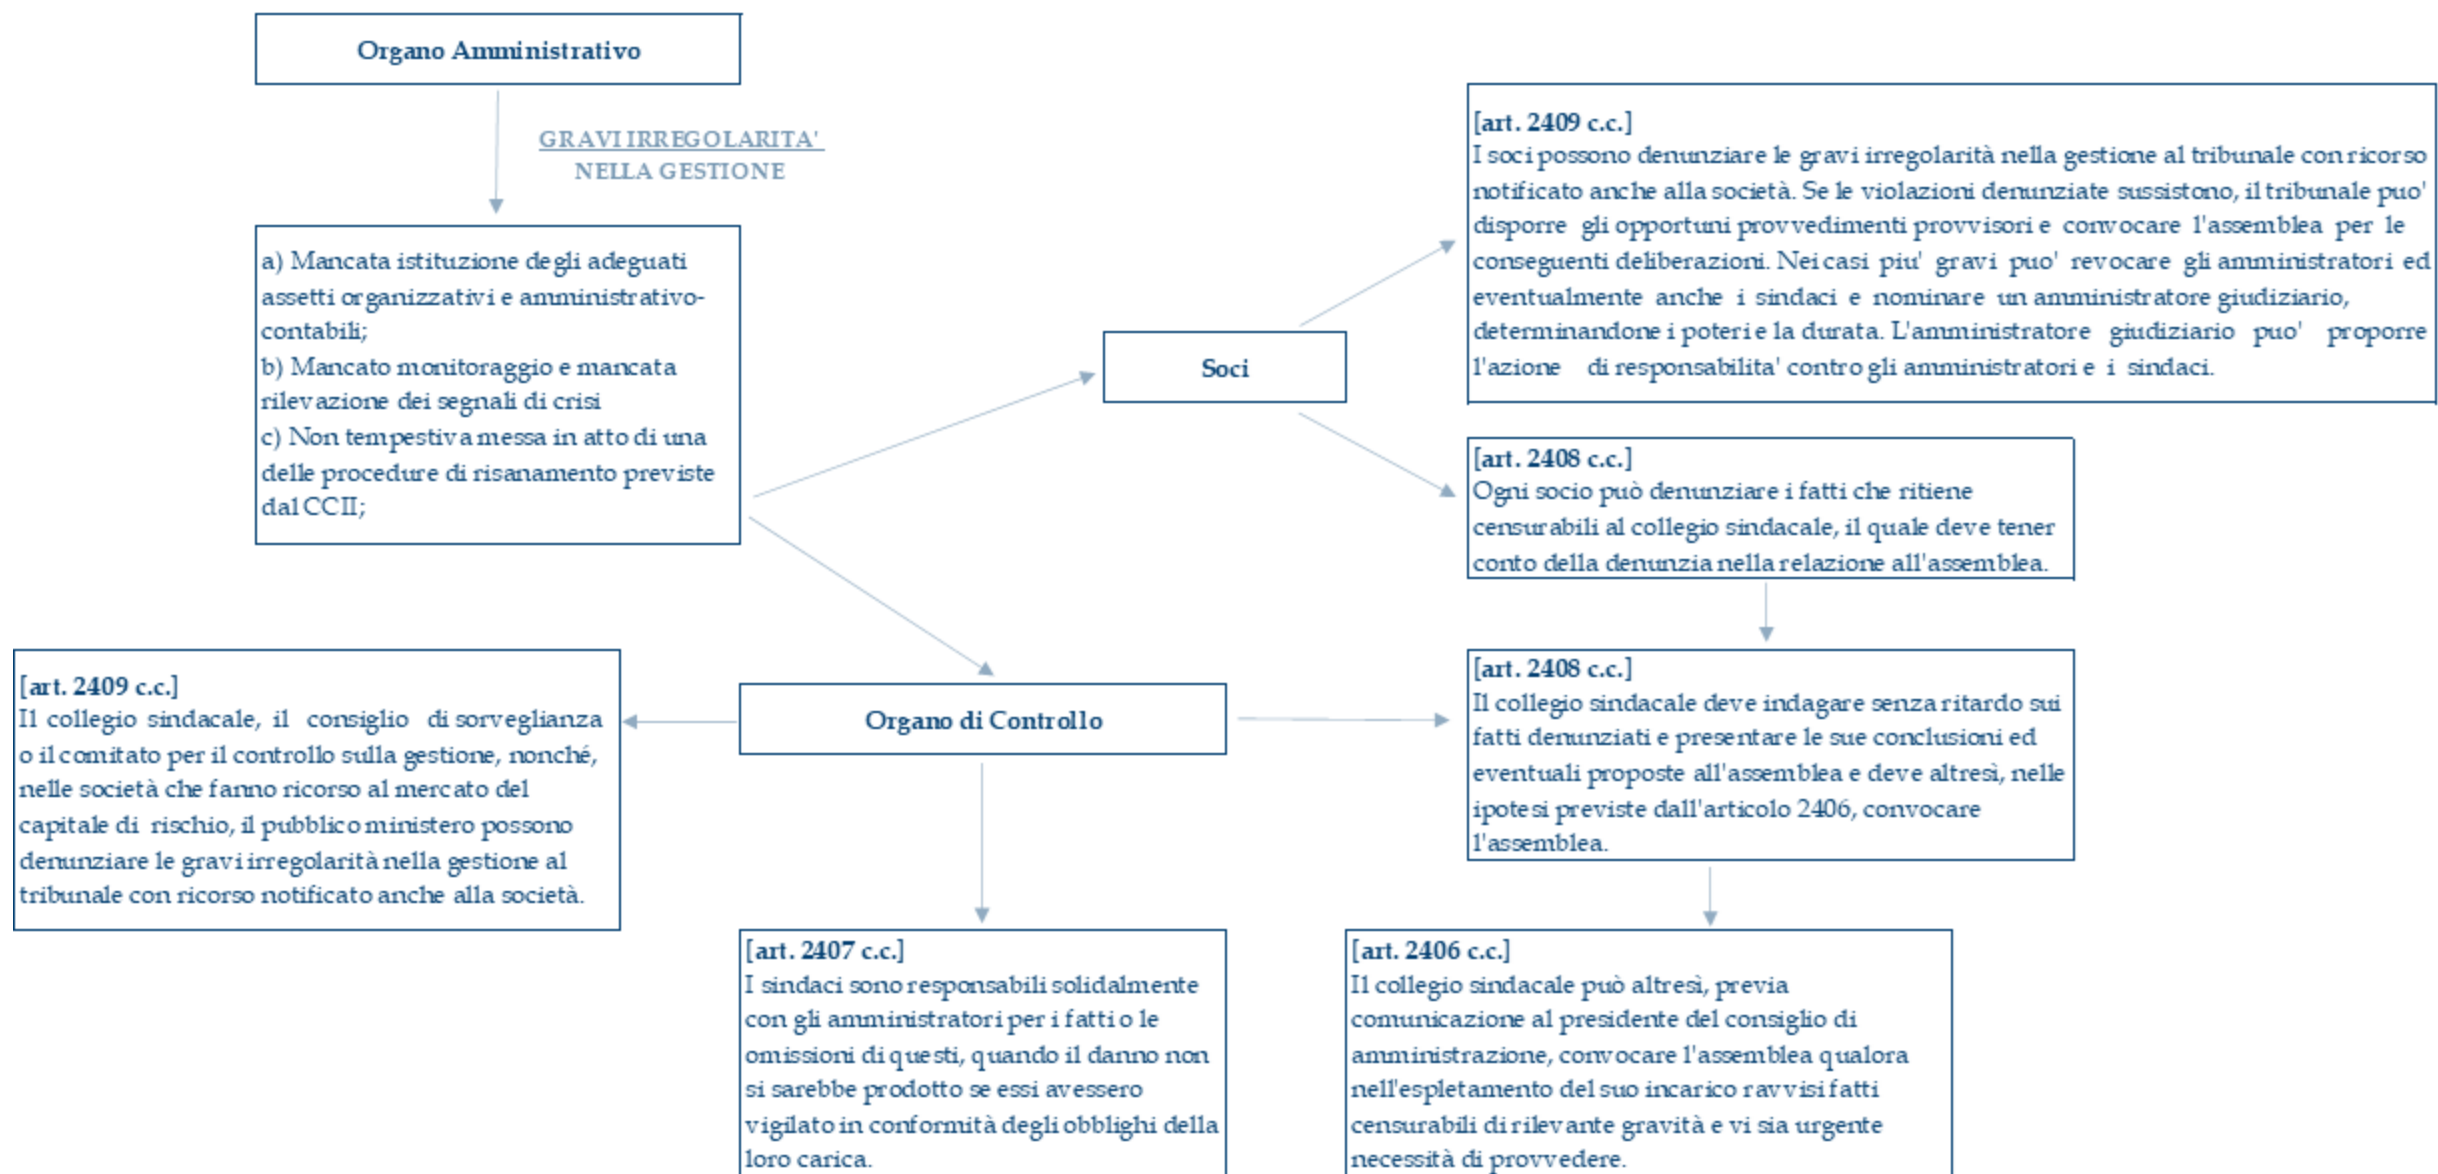 Organo Amministrativo
GRAVI IRREGOLARITA'
NELLA GESTIONE
a) Mancata istituzione degli adeguati
assetti organizzativi e amministrativo-
contabili;
b) Mancato monitoraggio e mancata
rilevazione dei segnali di crisi
c) Non tempestiva messa in atto di una
delle procedure di risanamento previste
dal CCII;
Soci
[art. 2409 c.c.]
I soci possono denunziare le gravi irregolarità nella gestione al tribunale con ricorso
notificato anche alla società. Se le violazioni denunziate sussistono, il tribunale puo'
disporre gli opportuni provvedimenti provvisori e convocare l'assemblea per le
conseguenti deliberazioni. Nei casi piu' gravi puo' revocare gli amministratori ed
eventualmente anche i sindaci e nominare un amministratore giudiziario,
determinandone i poteri e la durata. L'amministratore giudiziario puo' proporre
l'azione di responsabilita' contro gli amministratori e i sindaci.
[art. 2408 c.c.]
Ogni socio può denunziare i fatti che ritiene
censurabili al collegio sindacale, il quale deve tener
conto della denunzia nella relazione all'assemblea.
[art. 2409 c.c.]
Il collegio sindacale, il consiglio di sorveglianza
o il comitato per il controllo sulla gestione, nonché,
nelle società che fanno ricorso al mercato del
capitale di rischio, il pubblico ministero possono
denunziare le gravi irregolarità nella gestione al
tribunale con ricorso notificato anche alla società.
Organo di Controllo
[art. 2408 c.c.]
Il collegio sindacale deve indagare senza ritardo sui
fatti denunziati e presentare le sue conclusioni ed
eventuali proposte all'assemblea e deve altresì, nelle
ipotesi previste dall'articolo 2406, convocare
l'assemblea.
[art. 2407 c.c.]
I sindaci sono responsabili solidalmente
con gli amministratori per i fatti o le
omissioni di questi, quando il danno non
si sarebbe prodotto se essi avessero
vigilato in conformità degli obblighi della
loro carica.
[art. 2406 c.c.]
Il collegio sindacale può altresì, previa
comunicazione al presidente del consiglio di
amministrazione, convocare l'assemblea qualora
nell'espletamento del suo incarico ravvisi fatti
censurabili di rilevante gravità e vi sia urgente
necessità di provvedere.